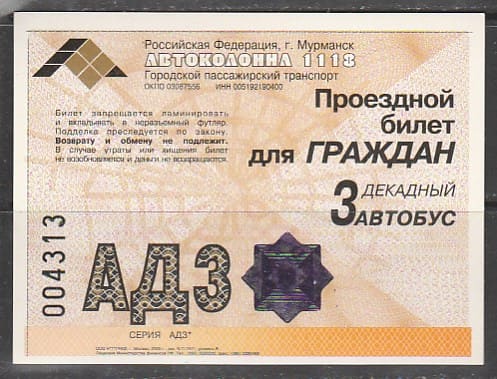 Российская Федерация, г. Мурманск
АВТОКОЛОННА 1118
Городской пассажирский транспорт
ОКПО 03087556 ИНН 005192190400
Билет запрещается ламинировать
и вкладывать в неразъемный футляр.
Подделка преследуется по закону.
Возврату и обмену не подлежит.
В случае утраты или хищения билет
не возобновляется и деньги не возвращаются.
Проездной
билет
для ГРАЖДАН
3 ДЕКАДНЫЙ
АВТОБУС
004313
АДЗ
СЕРИЯ АДЗ*